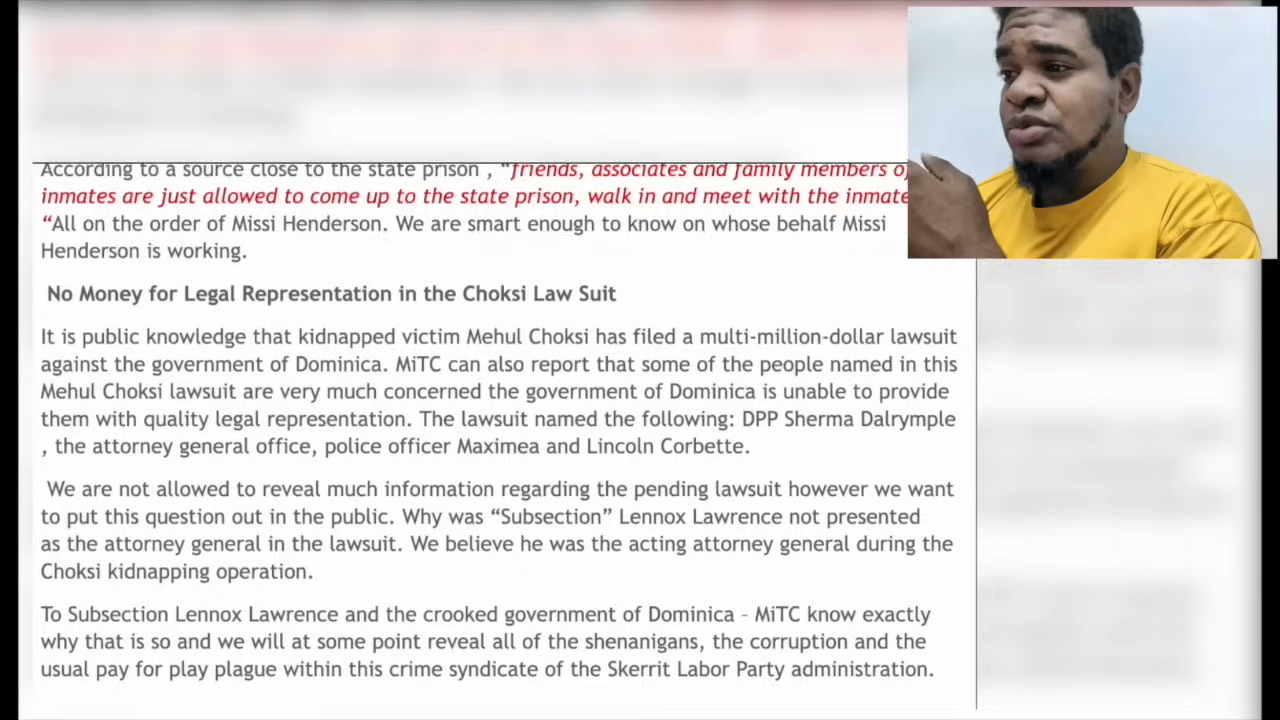 According to a source close to the state prison , “friends, associates and family members of
inmates are just allowed to come up to the state prison, walk in and meet with the inmate
“All on the order of Missi Henderson. We are smart enough to know on whose behalf Missi
Henderson is working.
No Money for Legal Representation in the Choksi Law Suit
It is public knowledge that kidnapped victim Mehul Choksi has filed a multi-million-dollar lawsuit
against the government of Dominica. MiTC can also report that some of the people named in this
Mehul Choksi lawsuit are very much concerned the government of Dominica is unable to provide
them with quality legal representation. The lawsuit named the following: DPP Sherma Dalrymple
, the attorney general office, police officer Maximea and Lincoln Corbette.
We are not allowed to reveal much information regarding the pending lawsuit however we want
to put this question out in the public. Why was “Subsection” Lennox Lawrence not presented
as the attorney general in the lawsuit. We believe he was the acting attorney general during the
Choksi kidnapping operation.
To Subsection Lennox Lawrence and the crooked government of Dominica – MiTC know exactly
why that is so and we will at some point reveal all of the shenanigans, the corruption and the
usual pay for play plague within this crime syndicate of the Skerrit Labor Party administration.